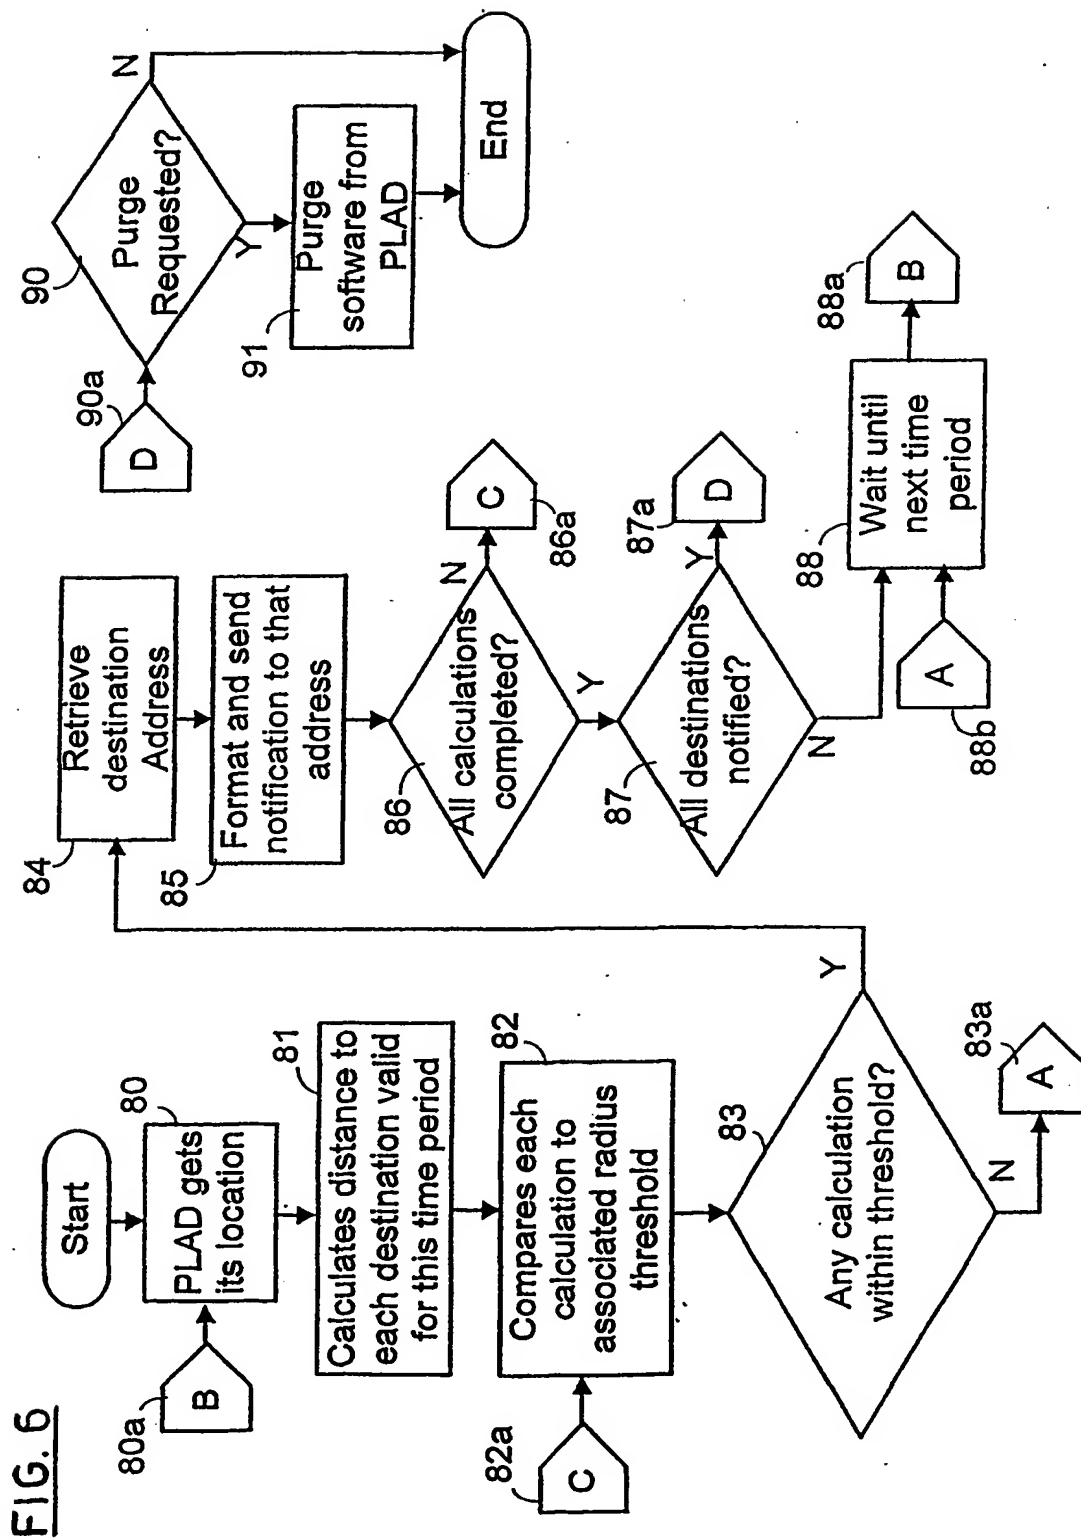 FIG. 6
Start
80
PLAD gets
its location
80a
B
81
Calculates distance to
each destination valid
for this time period
82
Compares each
calculation to
associated radius
threshold
82a
C
83
Any calculation
within threshold?
Y
N
83a
A
84
Retrieve
destination
Address
85
Format and send
notification to that
address
86
All calculations
completed?
N
86a
C
Y
87
All destinations
notified?
Y
87a
D
N
88
Wait until
next time
period
88a
B
88b
A
90a
D
90
Purge
Requested?
N
Y
91
Purge
software from
PLAD
End